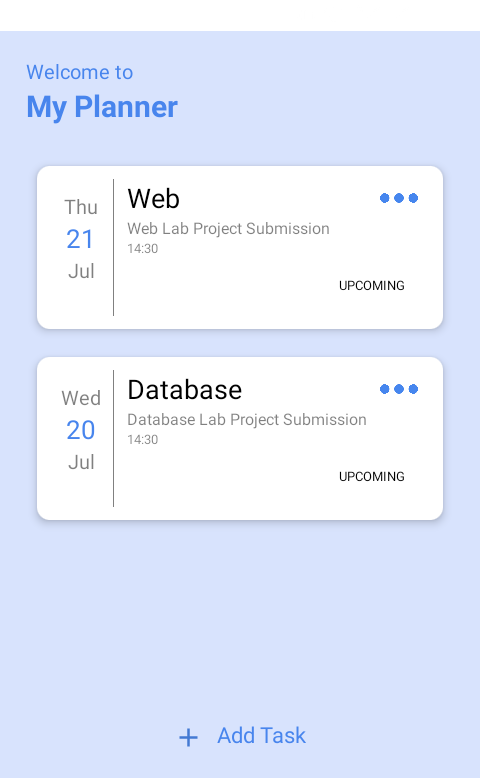 Welcome to
My Planner
Thu
21
Jul
Web
Web Lab Project Submission
14:30
UPCOMING
Wed
20
Jul
Database
Database Lab Project Submission
14:30
UPCOMING
+ Add Task